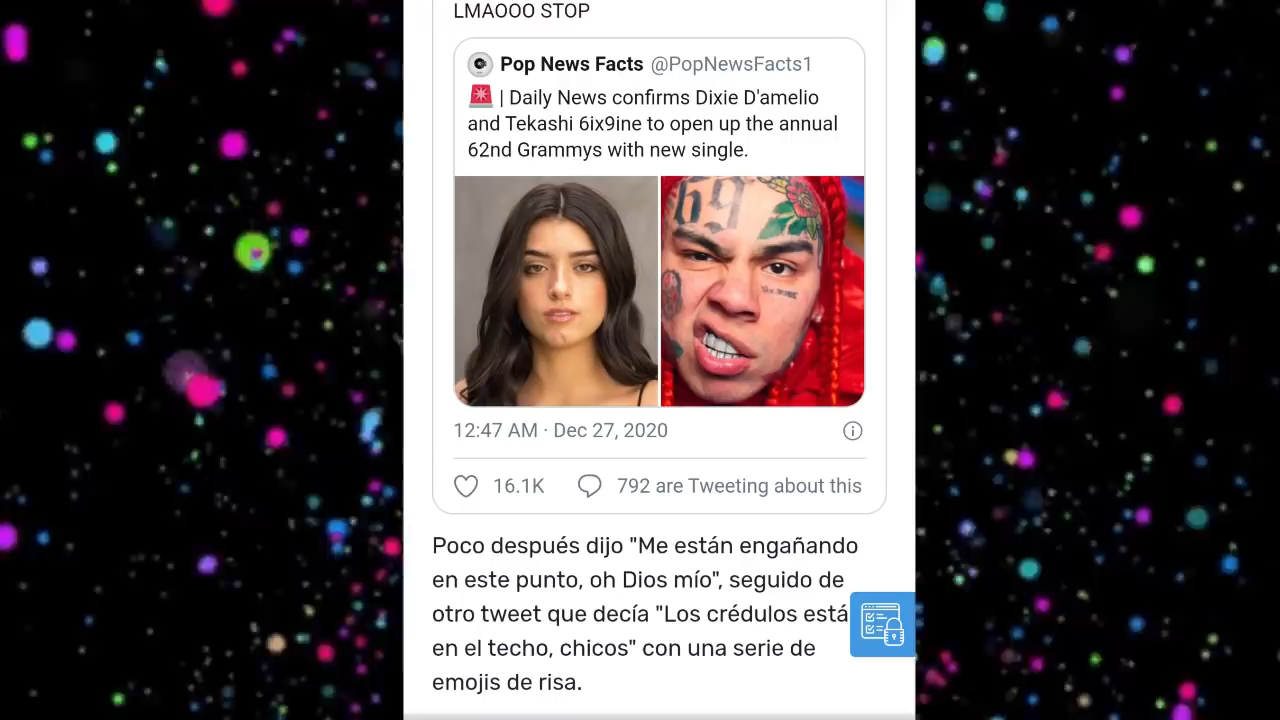 LMAOOO STOP
Pop News Facts @PopNewsFacts1
🚨 | Daily News confirms Dixie D'amelio
and Tekashi 6ix9ine to open up the annual
62nd Grammys with new single.
69
12:47 AM · Dec 27, 2020
16.1K 792 are Tweeting about this
Poco después dijo "Me están engañando
en este punto, oh Dios mío", seguido de
otro tweet que decía "Los crédulos está
en el techo, chicos" con una serie de
emojis de risa.